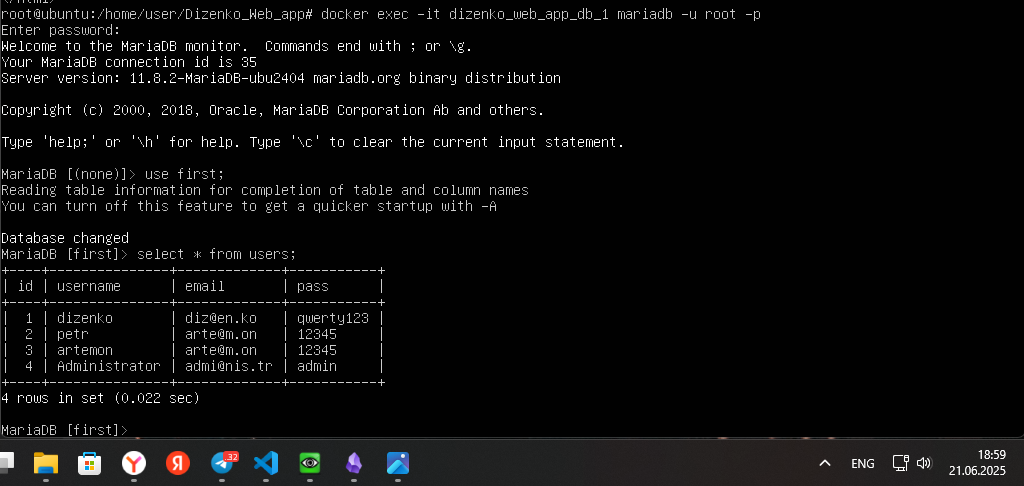 root@ubuntu:/home/user/Dizenko_Web_app# docker exec -it dizenko_web_app_db_1 mariadb -u root -p
Enter password:
Welcome to the MariaDB monitor.  Commands end with ; or \g.
Your MariaDB connection id is 35
Server version: 11.8.2-MariaDB-ubu2404 mariadb.org binary distribution

Copyright (c) 2000, 2018, Oracle, MariaDB Corporation Ab and others.

Type 'help;' or '\h' for help. Type '\c' to clear the current input statement.

MariaDB [(none)]> use first;
Reading table information for completion of table and column names
You can turn off this feature to get a quicker startup with -A

Database changed
MariaDB [first]> select * from users;
+----+---------------+-------------+-----------+
| id | username      | email       | pass      |
+----+---------------+-------------+-----------+
|  1 | dizenko       | diz@en.ko   | qwerty123 |
|  2 | petr          | arte@m.on   | 12345     |
|  3 | artemon       | arte@m.on   | 12345     |
|  4 | Administrator | admi@nis.tr | admin     |
+----+---------------+-------------+-----------+
4 rows in set (0.022 sec)

MariaDB [first]>
32
ENG
18:59
21.06.2025